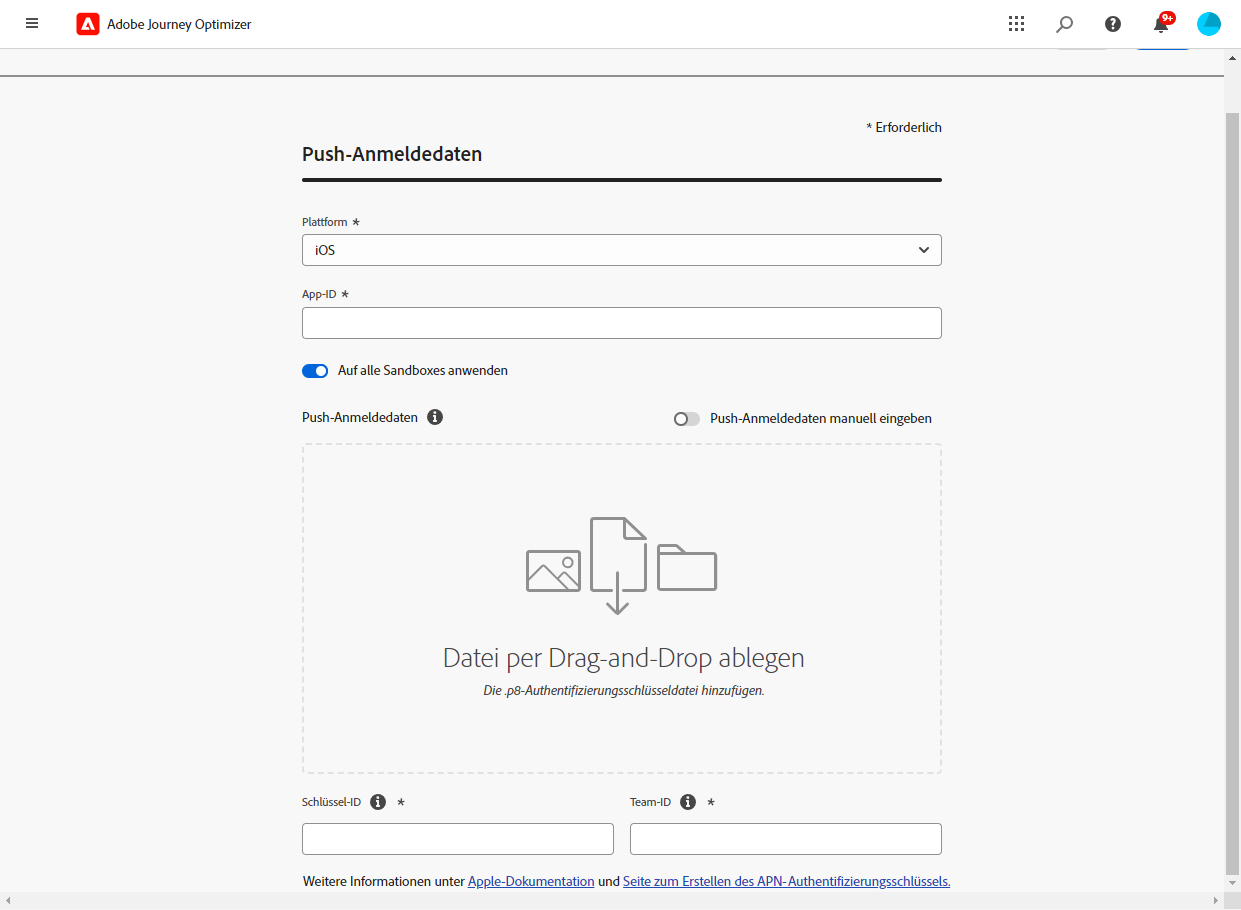 Adobe Journey Optimizer
9+
* Erforderlich
Push-Anmeldedaten
Plattform *
iOS
App-ID *
Auf alle Sandboxes anwenden
Push-Anmeldedaten
Push-Anmeldedaten manuell eingeben
Datei per Drag-and-Drop ablegen
Die .p8-Authentifizierungsschlüsseldatei hinzufügen.
Schlüssel-ID *
Team-ID *
Weitere Informationen unter Apple-Dokumentation und Seite zum Erstellen des APN-Authentifizierungsschlüssels.